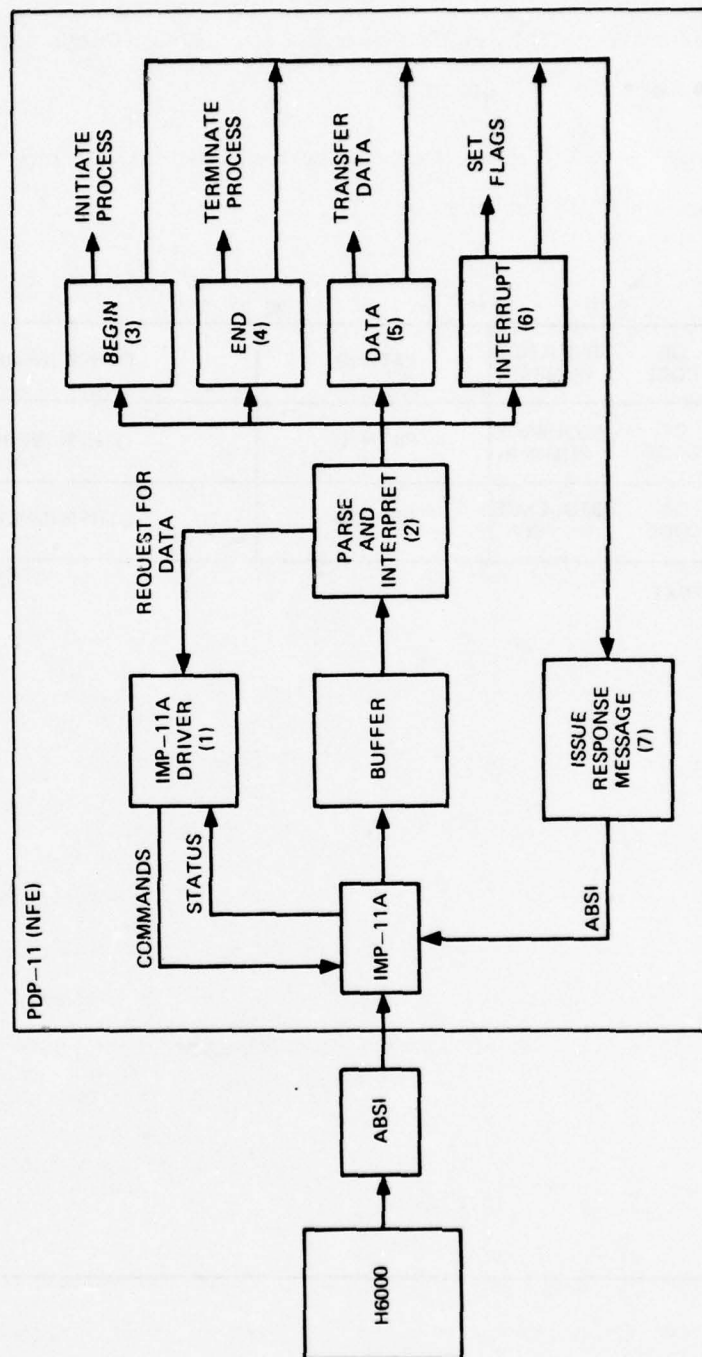 PDP-11 (NFE)
H6000
ABSI
IMP-11A
COMMANDS
STATUS
IMP-11A
DRIVER
(1)
REQUEST FOR
DATA
BUFFER
PARSE
AND
INTERPRET
(2)
BEGIN
(3)
INITIATE
PROCESS
END
(4)
TERMINATE
PROCESS
DATA
(5)
TRANSFER
DATA
INTERRUPT
(6)
SET
FLAGS
ISSUE
RESPONSE
MESSAGE
(7)
ABSI